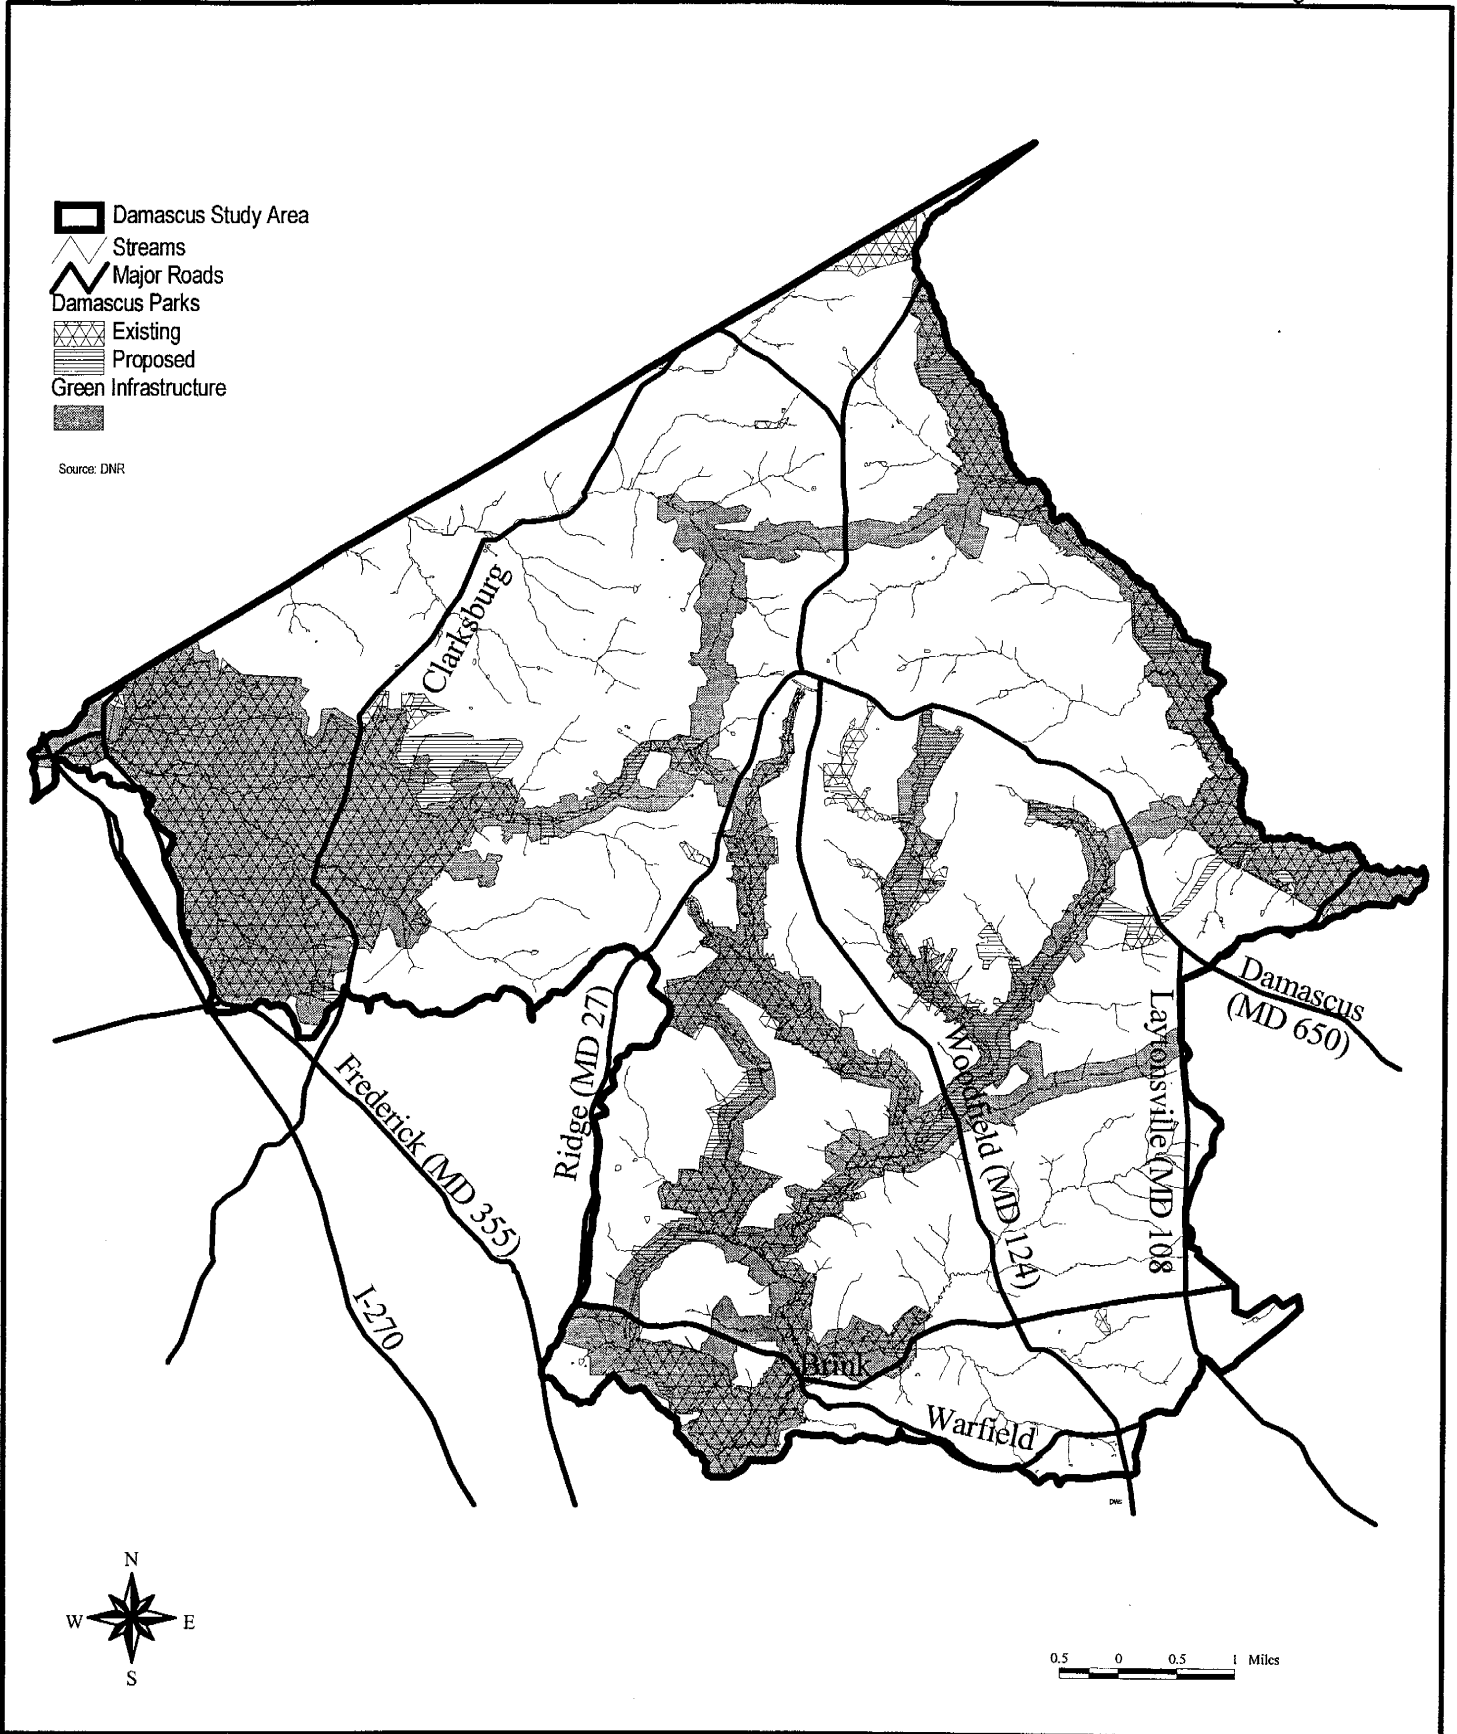 Damascus Study Area
Streams
Major Roads
Damascus Parks
Existing
Proposed
Green Infrastructure
Source: DNR
Clarksburg
Damascus
(MD 650)
Laytonsville (MD 108
Woodfield (MD 124)
Ridge (MD 27)
Frederick (MD 355)
I-270
Brink
Warfield
DWS
N
W E
S
0.5 0 0.5 1 Miles